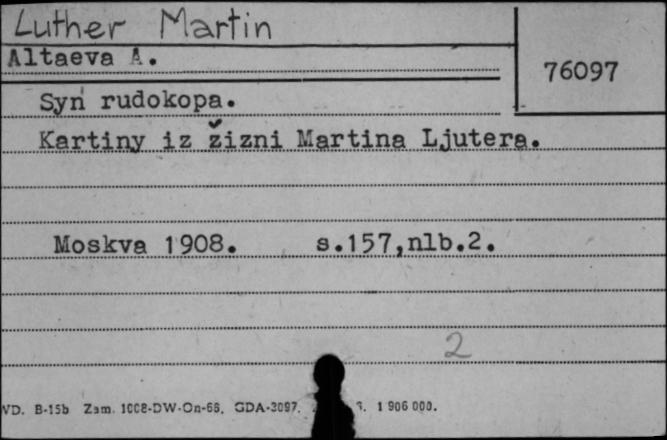 Luther Martin
Altaeva A.
76097
Syn rudokopa.
Kartiny iz žizni Martina Ljutera.
Moskva 1908. s.157,nlb.2.
2
VD. B-15b Zam. 1008-DW-On-66. GDA-2097. 1 906 000.